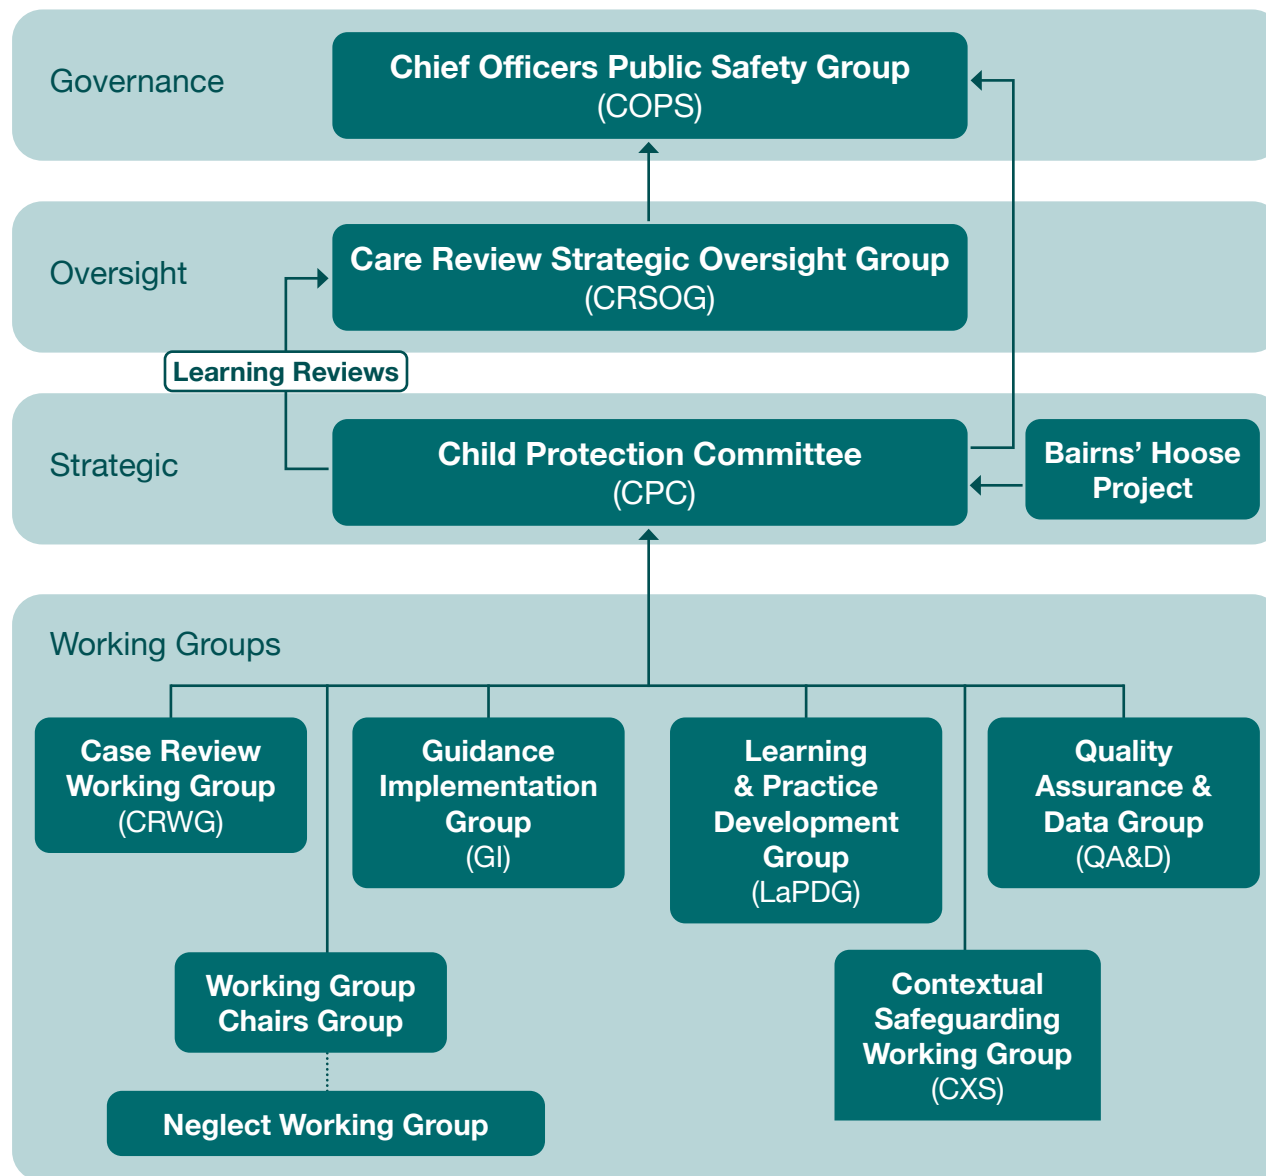 Governance
Chief Officers Public Safety Group
(COPS)
Oversight
Care Review Strategic Oversight Group
(CRSOG)
Learning Reviews
Strategic
Child Protection Committee
(CPC)
Bairns’ Hoose
Project
Working Groups
Case Review
Working Group
(CRWG)
Guidance
Implementation
Group
(GI)
Learning
& Practice
Development
Group
(LaPDG)
Quality
Assurance &
Data Group
(QA&D)
Working Group
Chairs Group
Contextual
Safeguarding
Working Group
(CXS)
Neglect Working Group